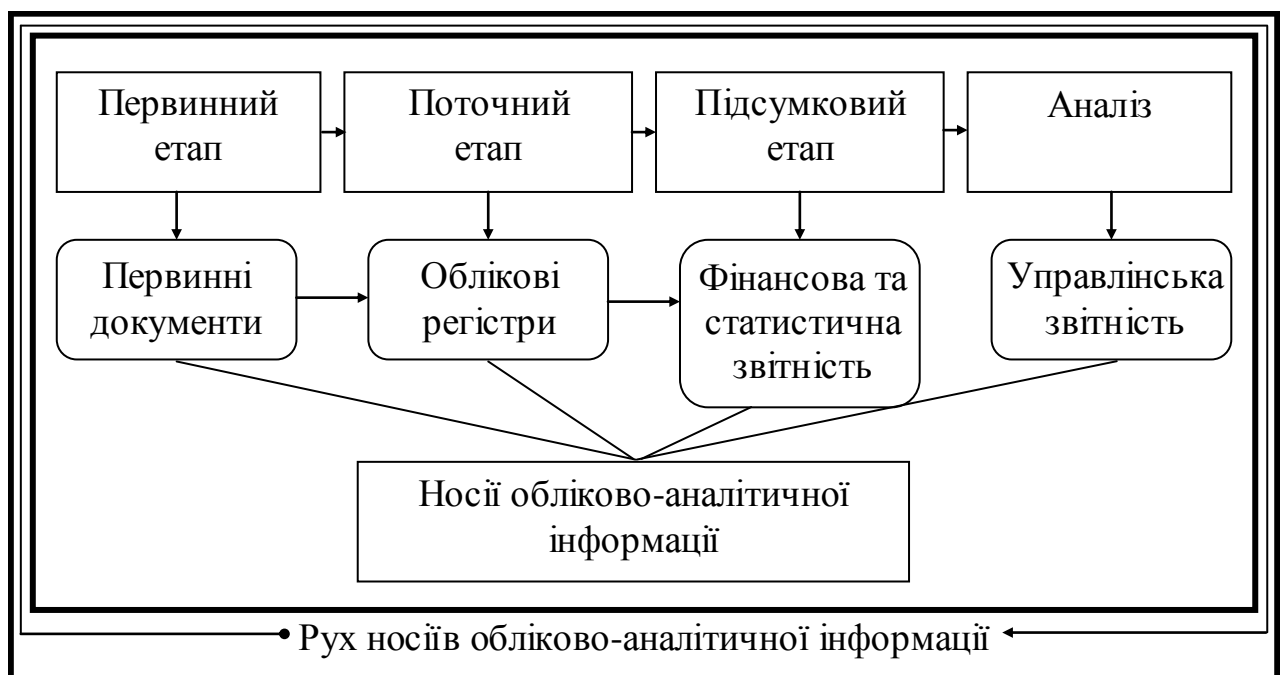 Первинний
етап
Поточний
етап
Підсумковий
етап
Аналіз
Первинні
документи
Облікові
регістри
Фінансова та
статистична
звітність
Управлінська
звітність
Носії обліково-аналітичної
інформації
Рух носіїв обліково-аналітичної інформації